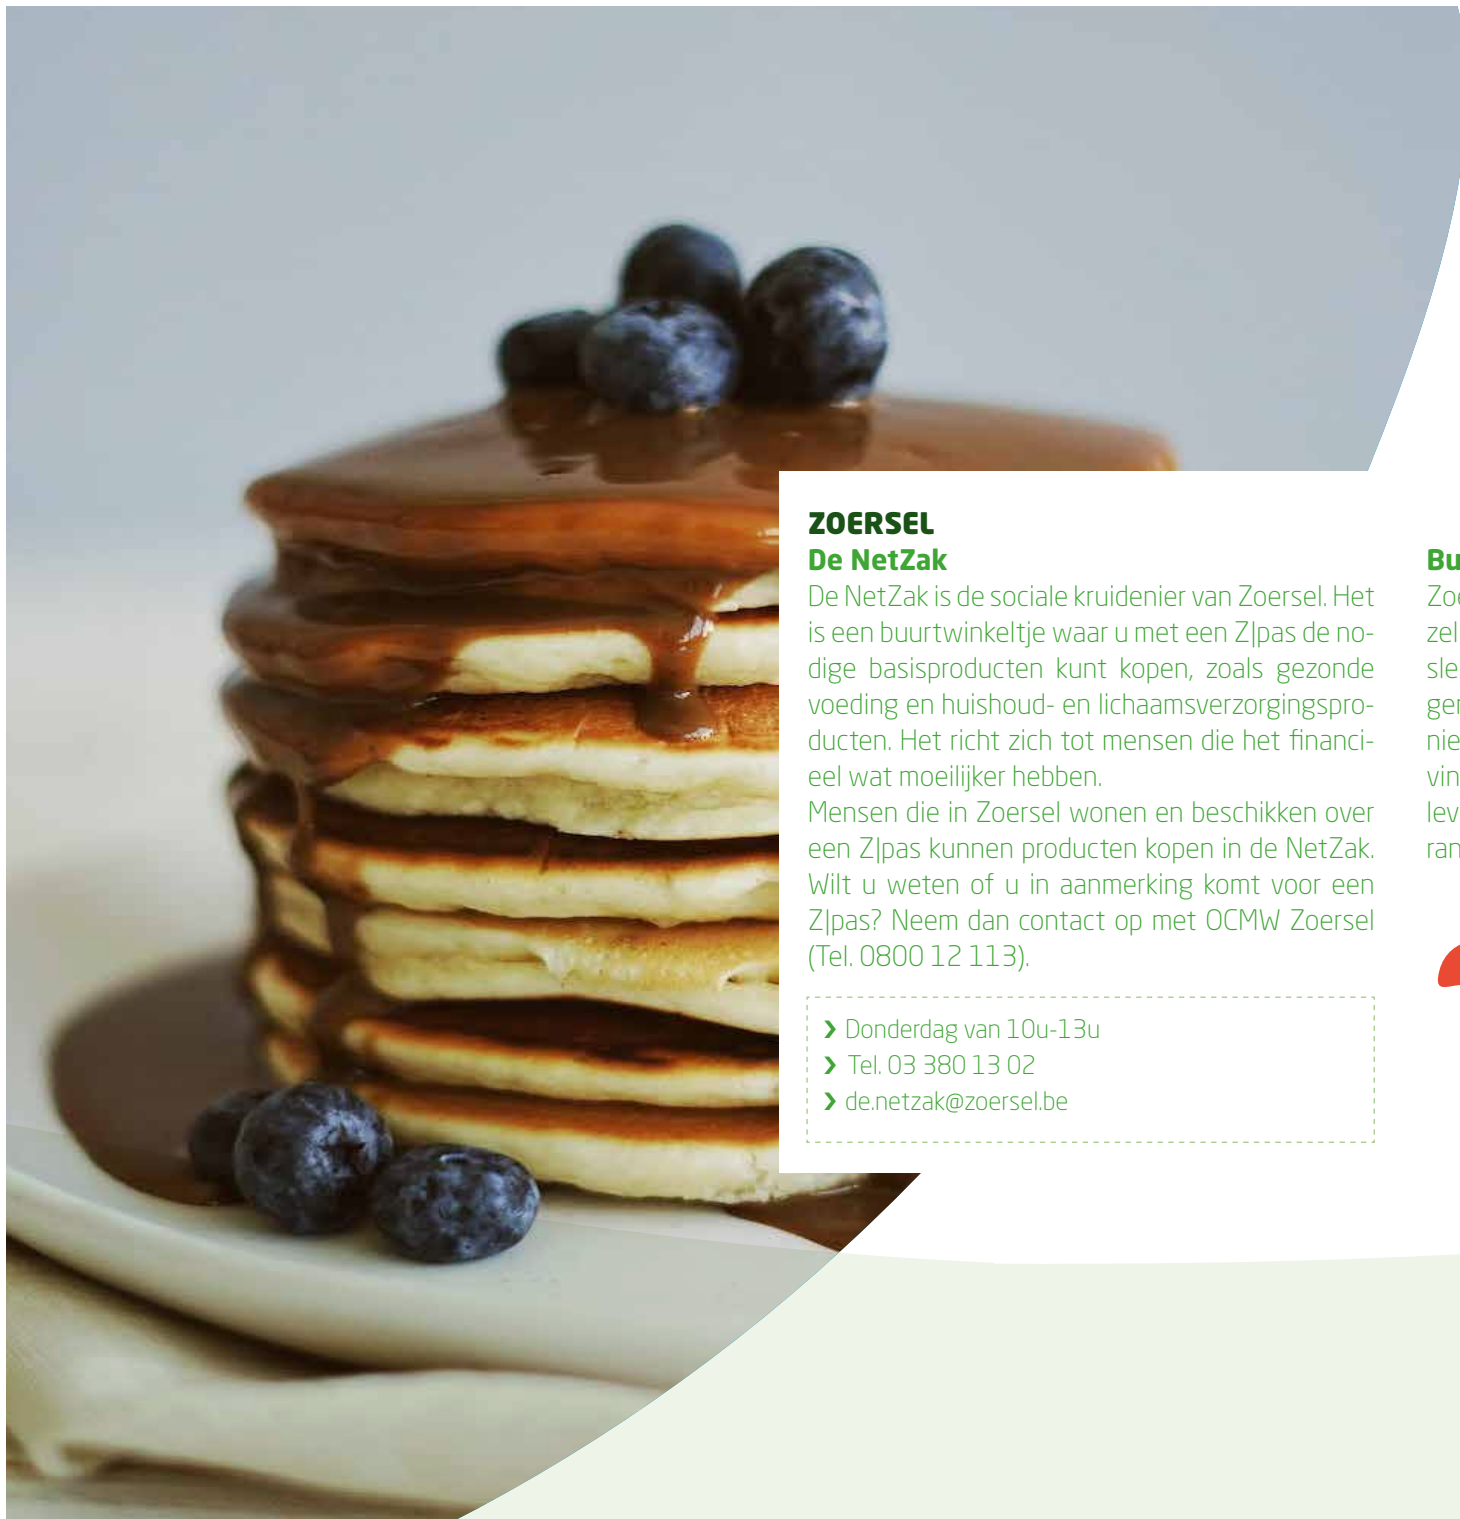 ZOERSEL
De NetZak
De NetZak is de sociale kruidenier van Zoersel. Het
is een buurtwinkeltje waar u met een Z|pas de no-
dige basisproducten kunt kopen, zoals gezonde
voeding en huishoud- en lichaamsverzorgingspro-
ducten. Het richt zich tot mensen die het financi-
eel wat moeilijker hebben.
Mensen die in Zoersel wonen en beschikken over
een Z|pas kunnen producten kopen in de NetZak.
Wilt u weten of u in aanmerking komt voor een
Z|pas? Neem dan contact op met OCMW Zoersel
(Tel. 0800 12 113).
› Donderdag van 10u-13u
› Tel. 03 380 13 02
› de.netzak@zoersel.be